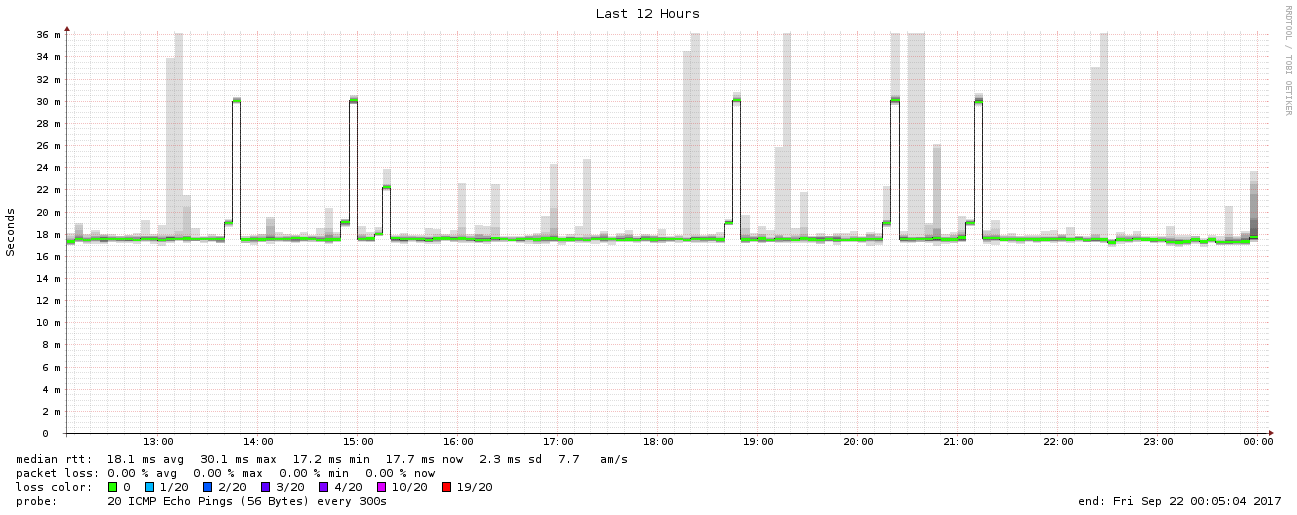 Last 12 Hours
RRDTOOL / TOBI OETIKER
Seconds
36 m
34 m
32 m
30 m
28 m
26 m
24 m
22 m
20 m
18 m
16 m
14 m
12 m
10 m
8 m
6 m
4 m
2 m
0
13:00 14:00 15:00 16:00 17:00 18:00 19:00 20:00 21:00 22:00 23:00 00:00
median rtt: 18.1 ms avg 30.1 ms max 17.2 ms min 17.7 ms now 2.3 ms sd 7.7 am/s
packet loss: 0.00 % avg 0.00 % max 0.00 % min 0.00 % now
loss color: 0 1/20 2/20 3/20 4/20 10/20 19/20
probe: 20 ICMP Echo Pings (56 Bytes) every 300s end: Fri Sep 22 00:05:04 2017